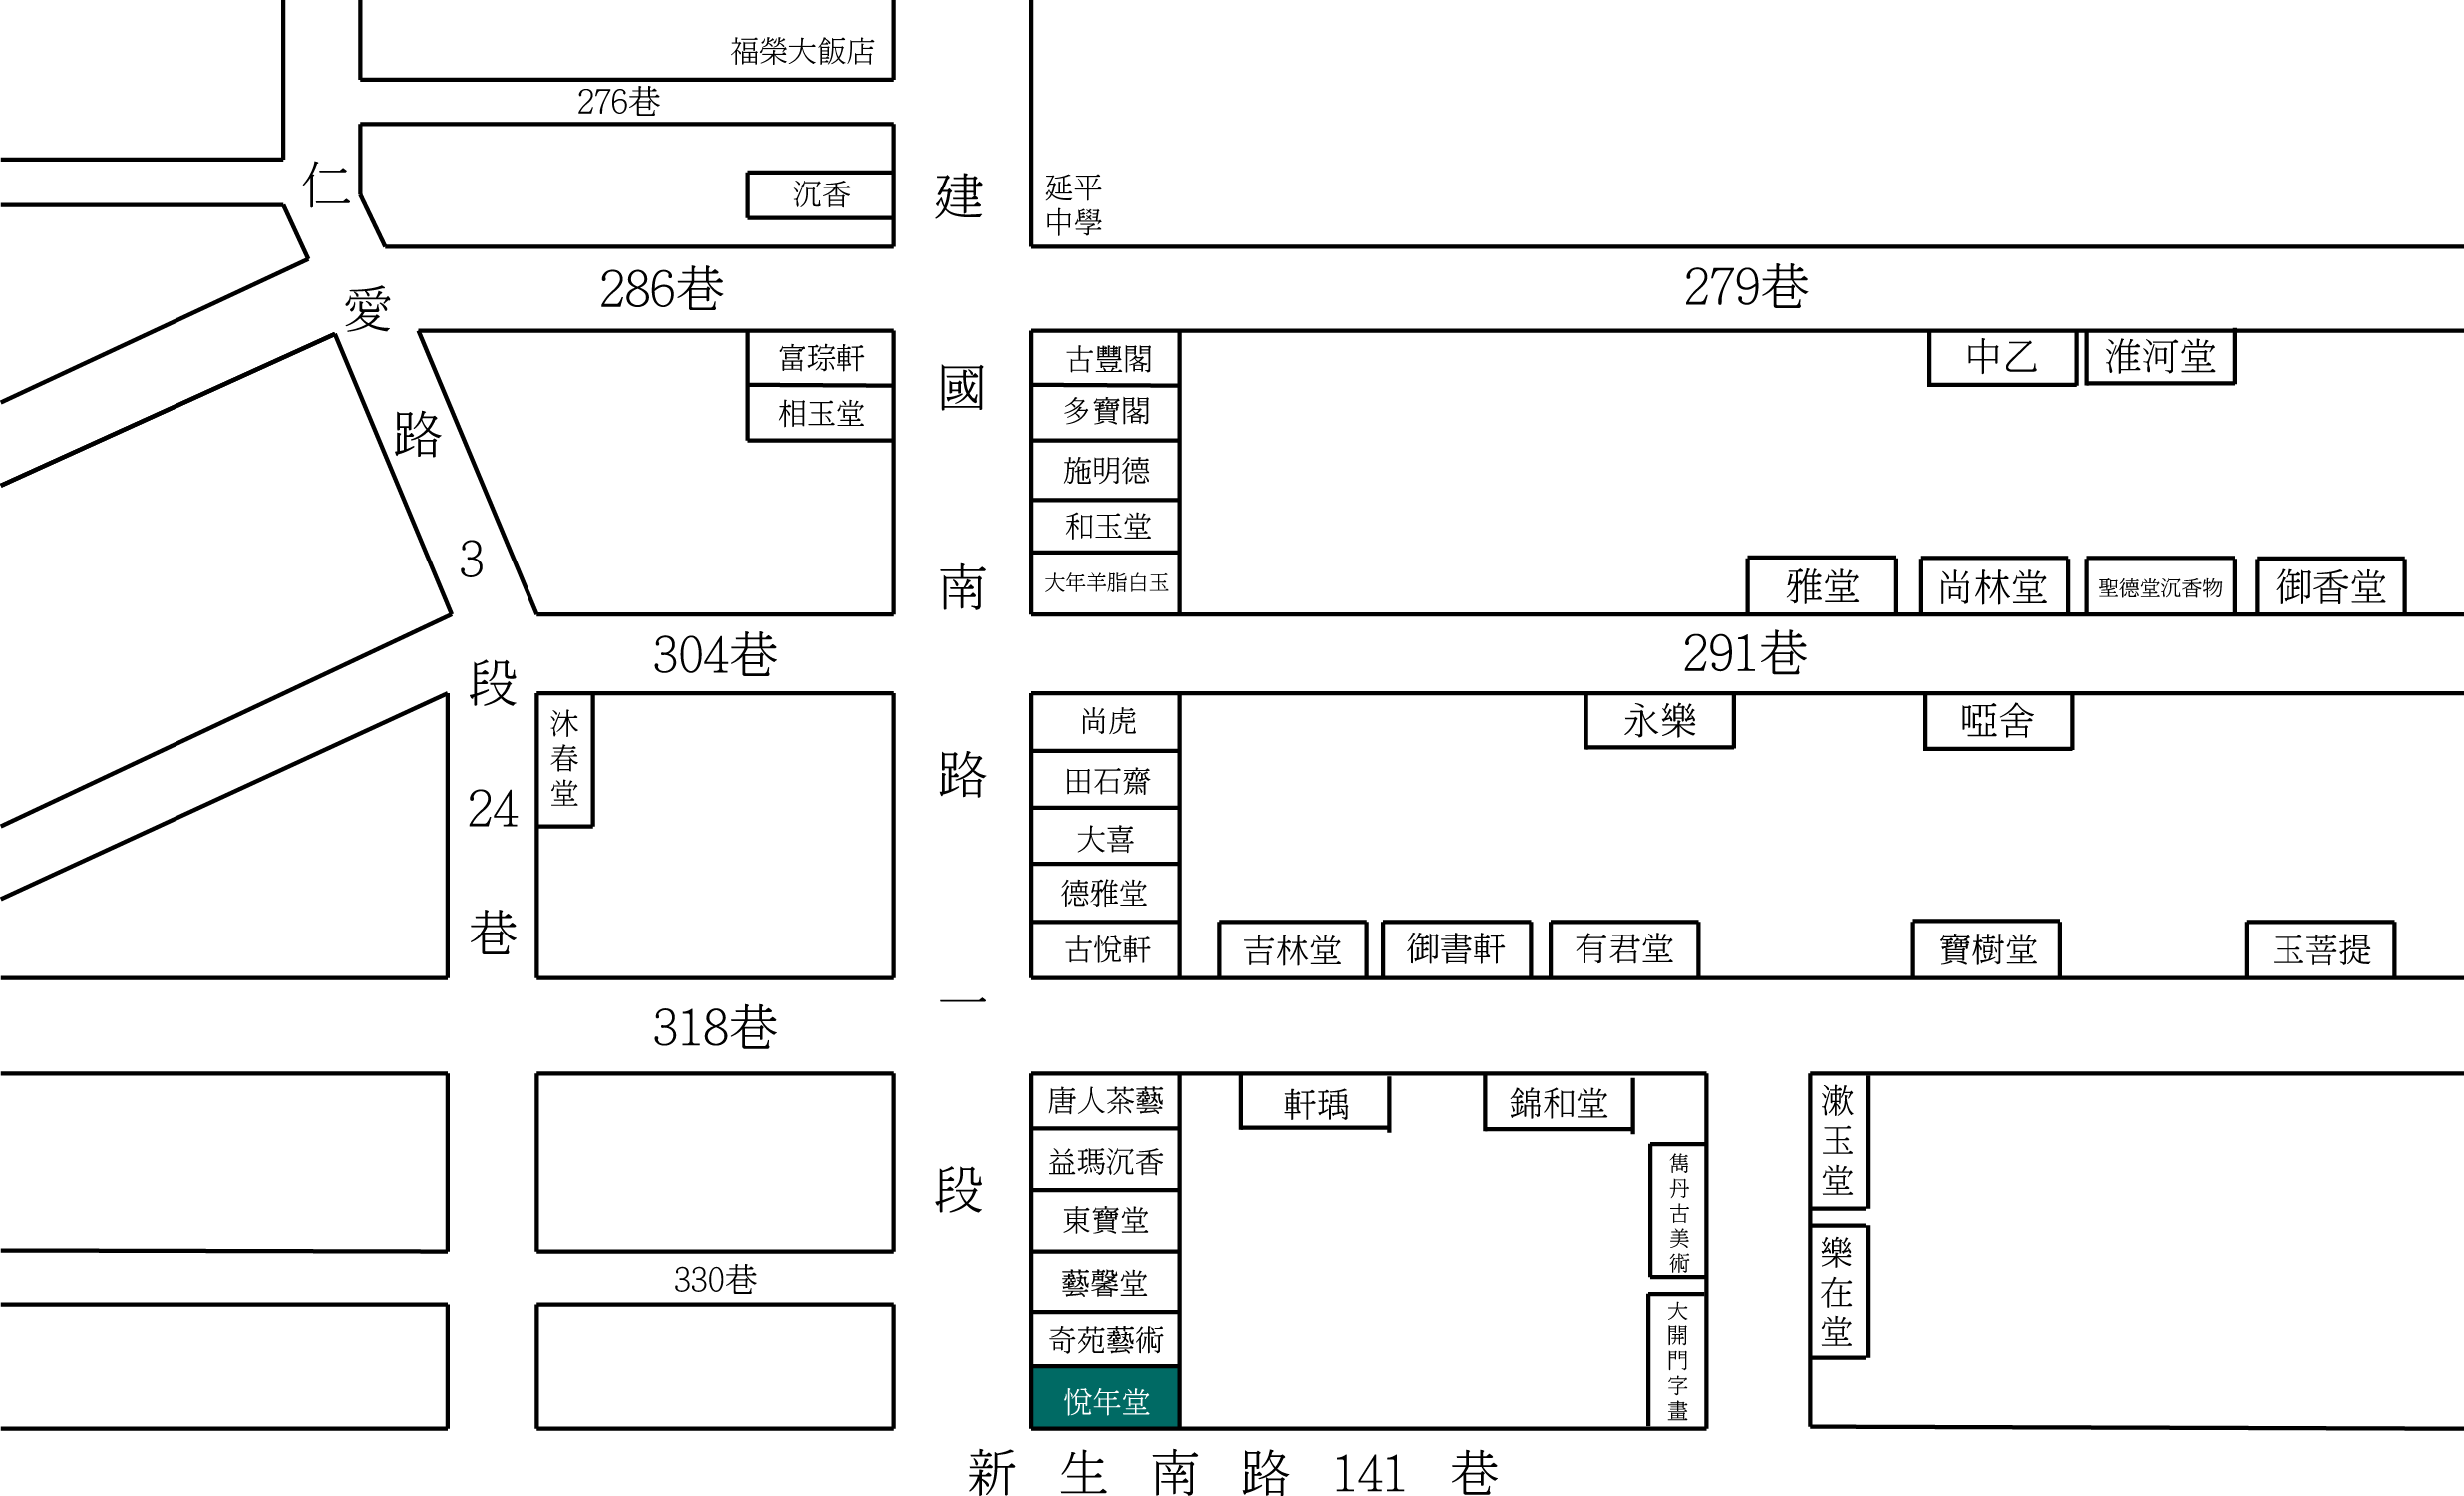 福榮大飯店
276巷
沉香
延平
中學
286巷
279巷
富琮軒
相玉堂
古豐閣
多寶閣
施明德
和玉堂
大年羊脂白玉
中乙
淮河堂
雅堂
尚林堂
聖德堂沉香物
御香堂
304巷
291巷
沐春堂
尚虎
田石齋
大喜
德雅堂
古悅軒
永樂
啞舍
吉林堂
御書軒
有君堂
寶樹堂
玉菩提
318巷
唐人茶藝
益瑪沉香
東寶堂
藝馨堂
奇苑藝術
悅年堂
軒瑀
錦和堂
雋丹古美術
大開門字畫
漱玉堂
樂在堂
330巷
仁愛路3段24巷
建國南路一段
新生南路141巷